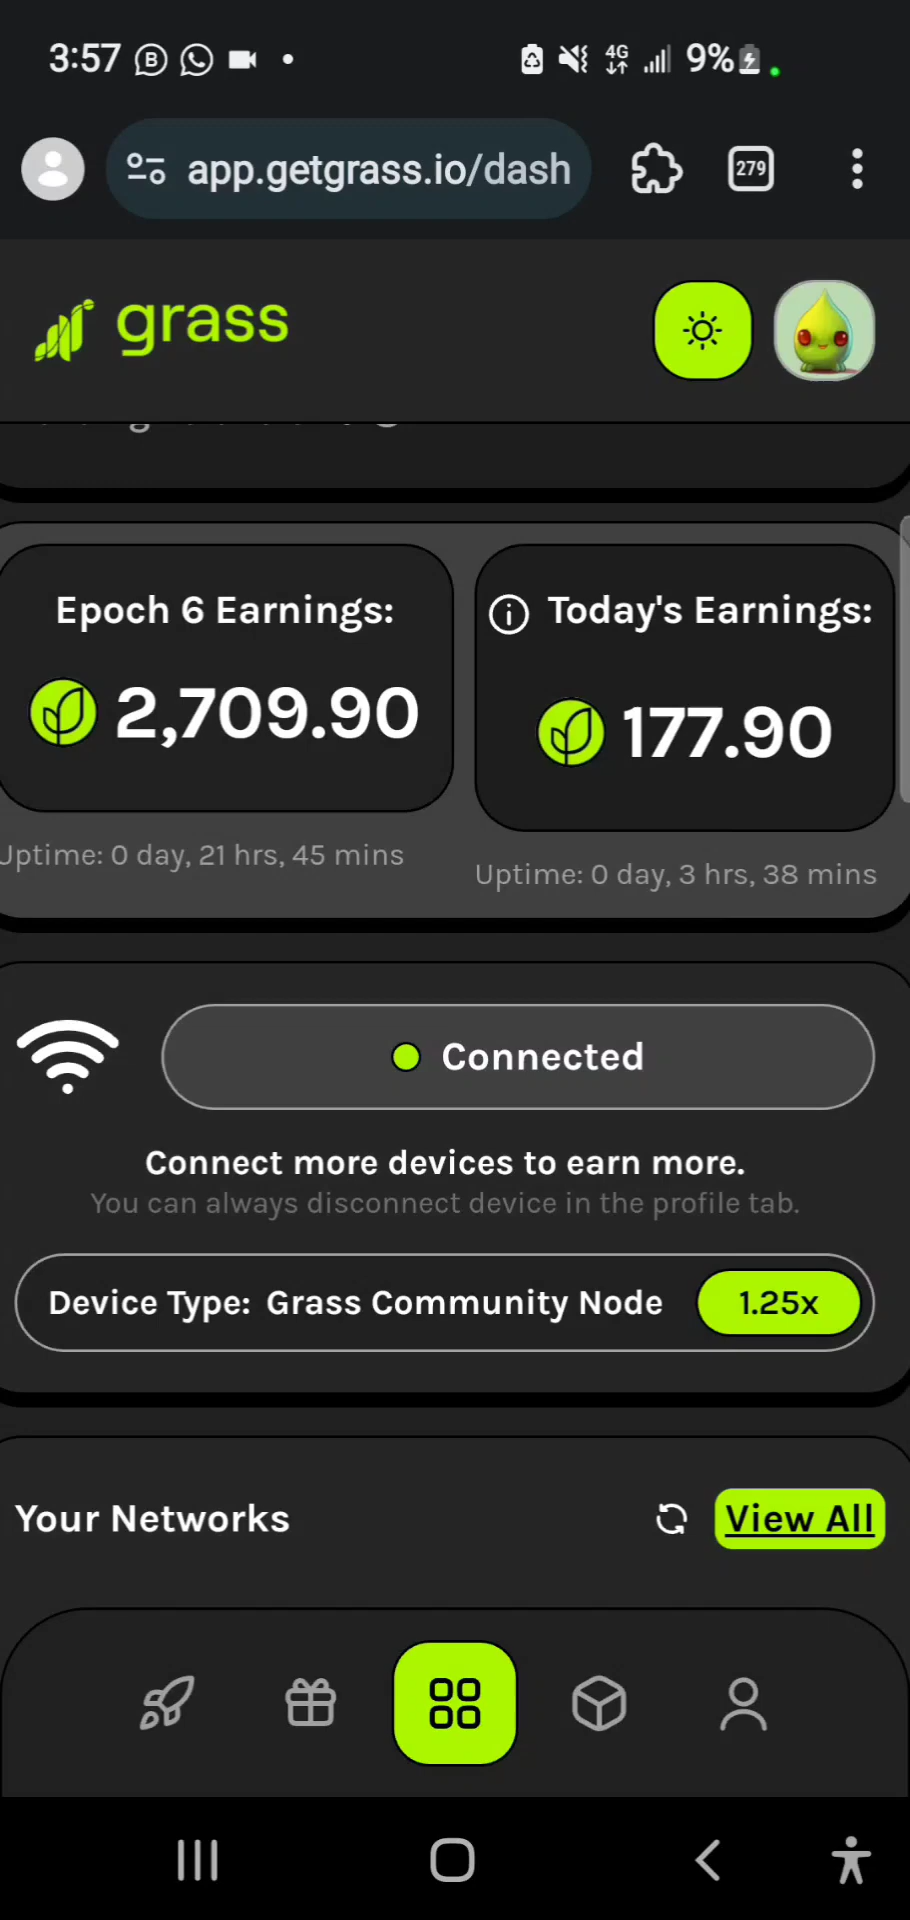 3:57
4G
9%
app.getgrass.io/dash
279
grass
Epoch 6 Earnings:
2,709.90
Uptime: 0 day, 21 hrs, 45 mins
Today's Earnings:
177.90
Uptime: 0 day, 3 hrs, 38 mins
Connected
Connect more devices to earn more.
You can always disconnect device in the profile tab.
Device Type: Grass Community Node 1.25x
Your Networks
View All